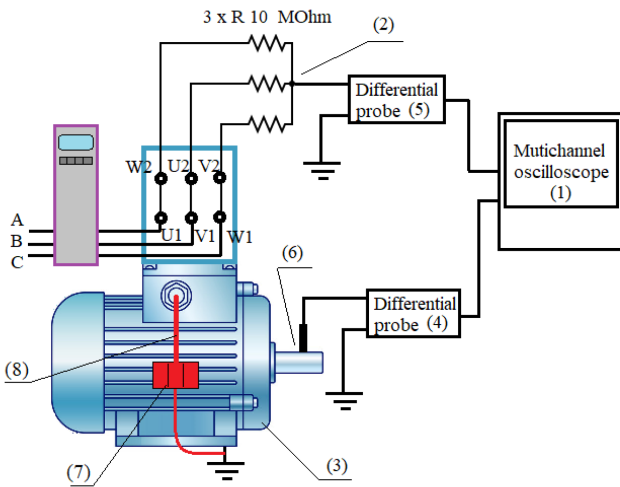 3 x R 10 MOhm
(2)
Differential
probe (5)
Mutichannel
oscilloscope
(1)
W2 U2 V2
A
B
C
U1 V1 W1
(6)
Differential
probe (4)
(8)
(7)
(3)